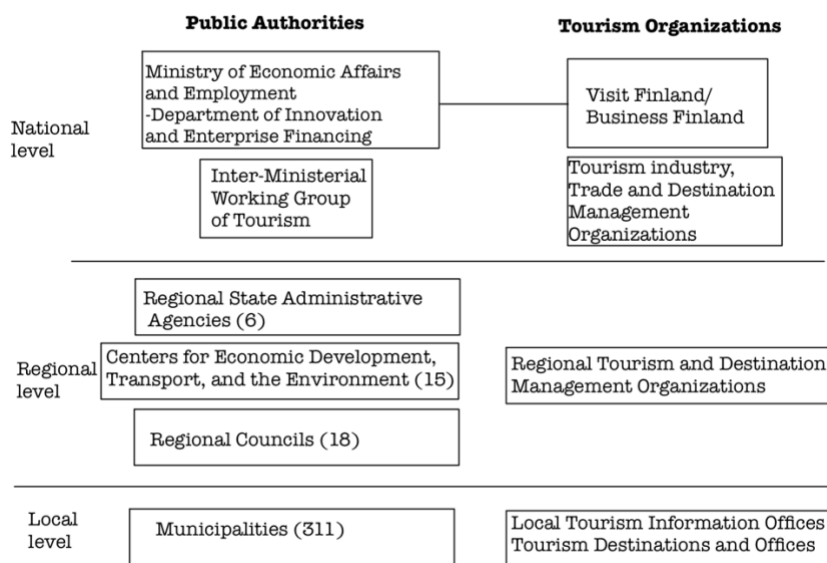 Public Authorities
Tourism Organizations
National
level
Ministry of Economic Affairs
and Employment
-Department of Innovation
and Enterprise Financing
Visit Finland/
Business Finland
Inter-Ministerial
Working Group
of Tourism
Tourism industry,
Trade and Destination
Management
Organizations
Regional
level
Regional State Administrative
Agencies (6)
Centers for Economic Development,
Transport, and the Environment (15)
Regional Councils (18)
Regional Tourism and Destination
Management Organizations
Local
level
Municipalities (311)
Local Tourism Information Offices
Tourism Destinations and Offices